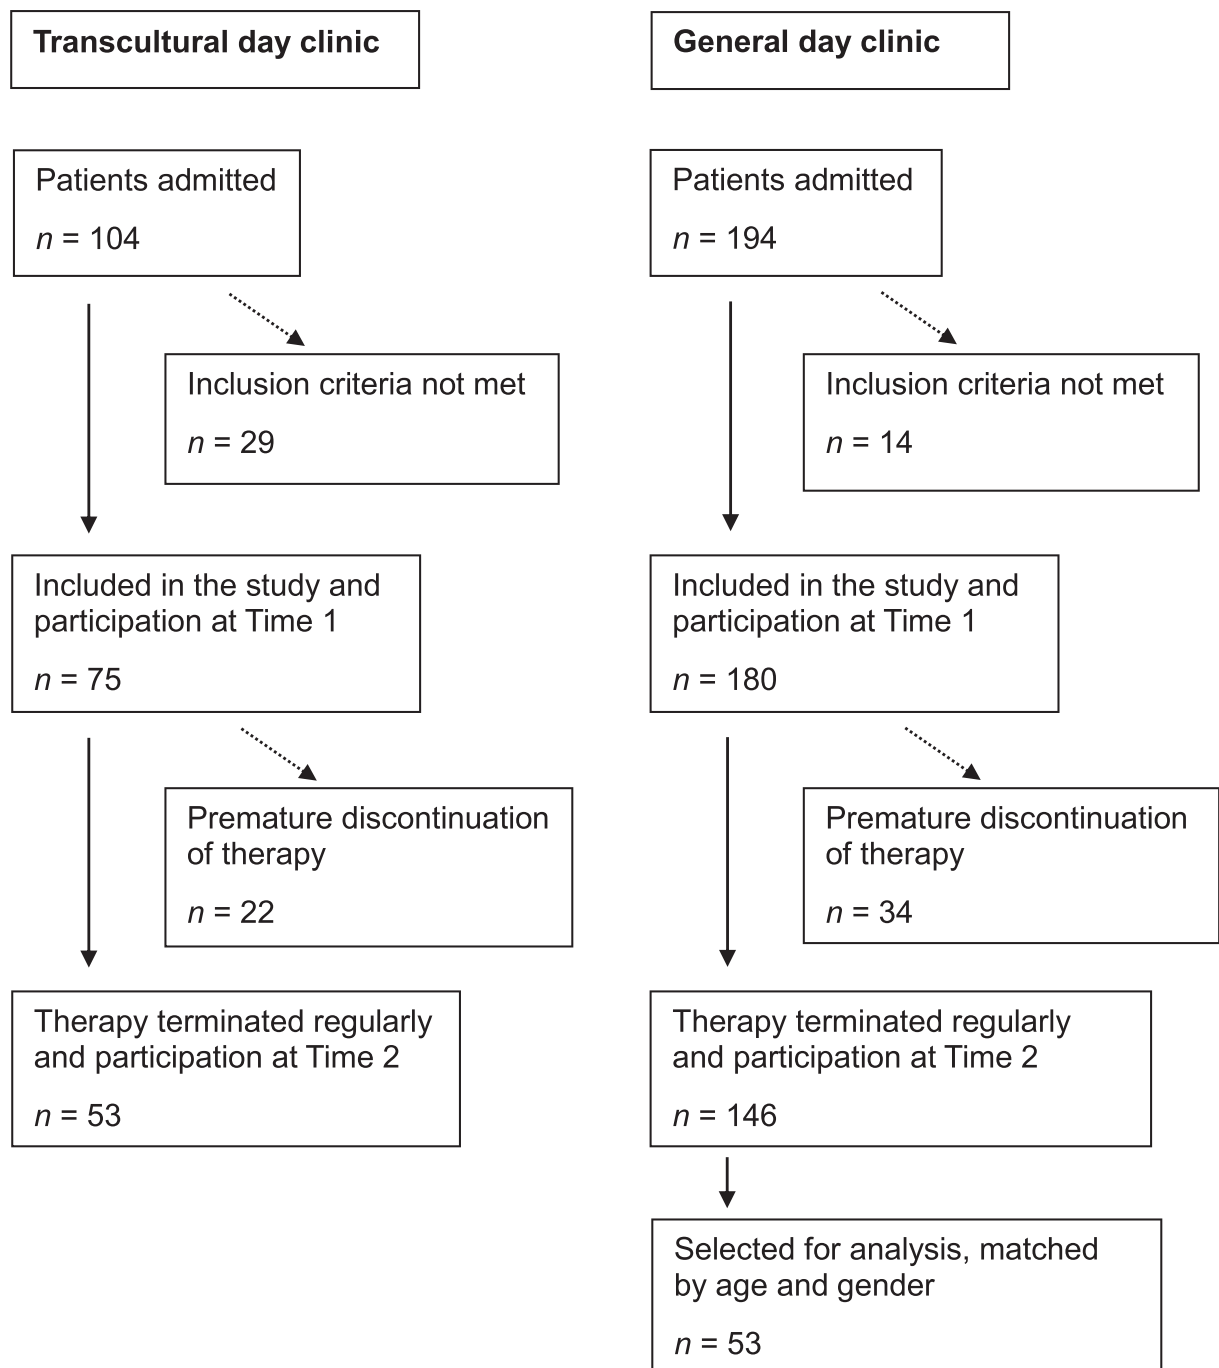 Transcultural day clinic
Patients admitted
n = 104
Inclusion criteria not met
n = 29
Included in the study and
participation at Time 1
n = 75
Premature discontinuation
of therapy
n = 22
Therapy terminated regularly
and participation at Time 2
n = 53
General day clinic
Patients admitted
n = 194
Inclusion criteria not met
n = 14
Included in the study and
participation at Time 1
n = 180
Premature discontinuation
of therapy
n = 34
Therapy terminated regularly
and participation at Time 2
n = 146
Selected for analysis, matched
by age and gender
n = 53